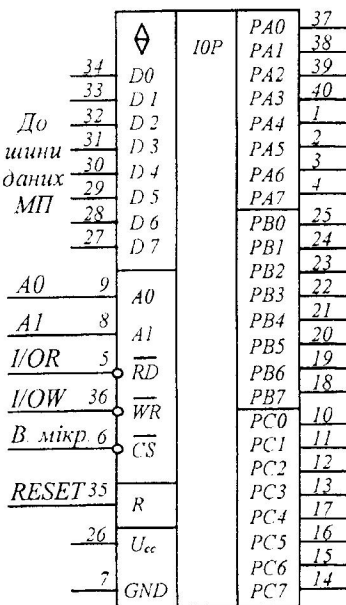 IOP
До
шини
даних
МП
34 D0
33 D1
32 D2
31 D3
30 D4
29 D5
28 D6
27 D7
A0 9 A0
A1 8 A1
I/OR 5 RD
I/OW 36 WR
В. мікр. 6 CS
RESET 35 R
26 Ucc
7 GND
PA0 37
PA1 38
PA2 39
PA3 40
PA4 1
PA5 2
PA6 3
PA7 4
PB0 25
PB1 24
PB2 23
PB3 22
PB4 21
PB5 20
PB6 19
PB7 18
PC0 10
PC1 11
PC2 12
PC3 13
PC4 17
PC5 16
PC6 15
PC7 14